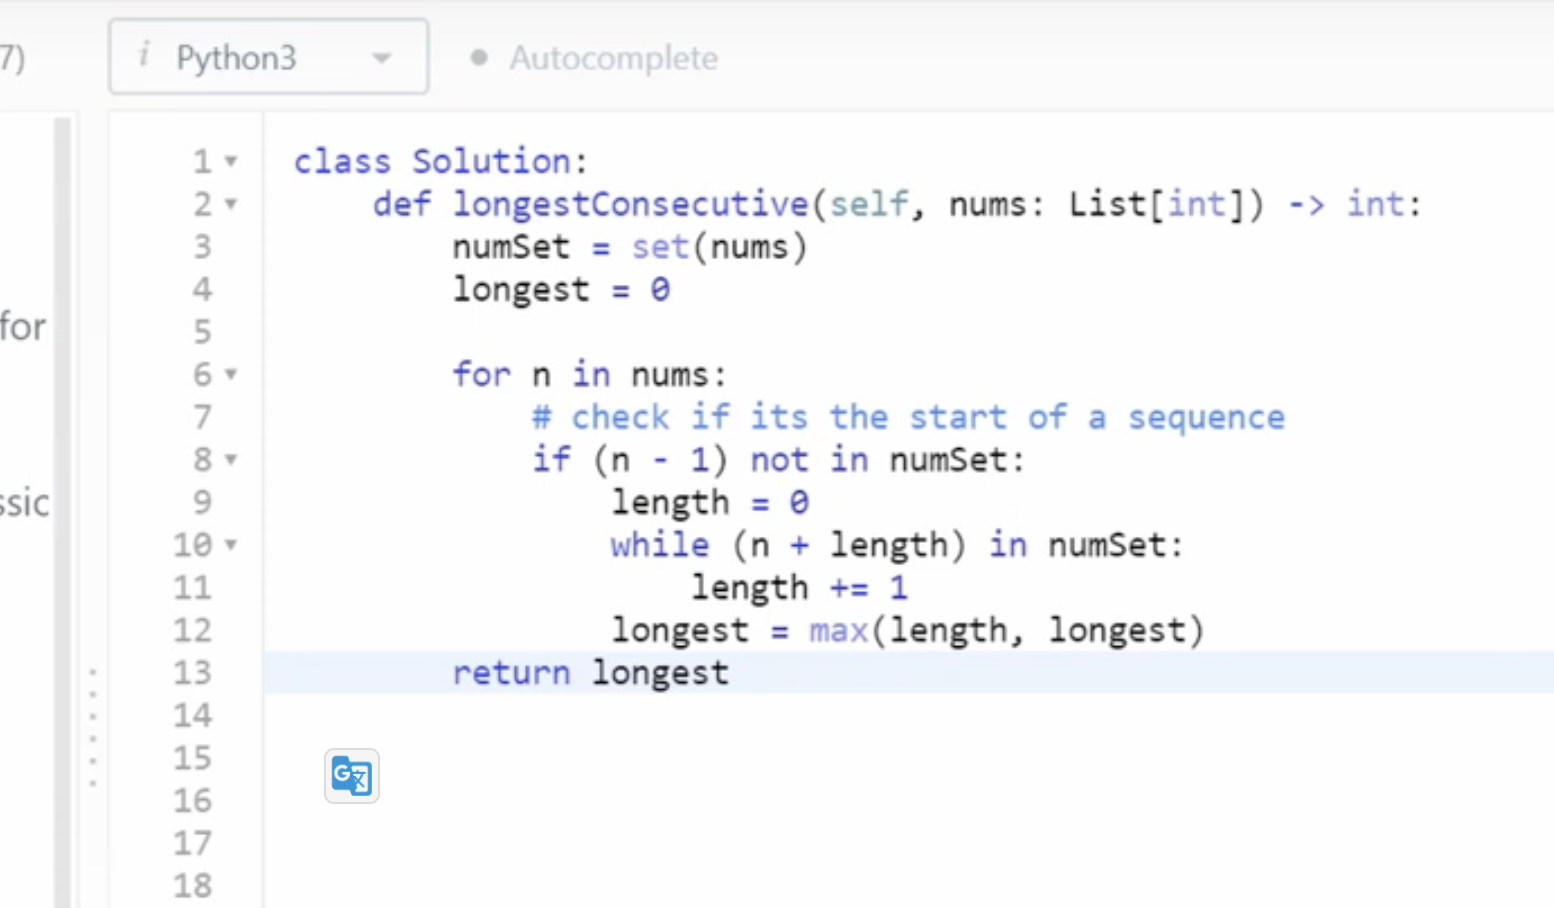 7)
i Python3
Autocomplete
for
ssic
1 class Solution:
2     def longestConsecutive(self, nums: List[int]) -> int:
3         numSet = set(nums)
4         longest = 0
5
6         for n in nums:
7             # check if its the start of a sequence
8             if (n - 1) not in numSet:
9                 length = 0
10                while (n + length) in numSet:
11                    length += 1
12                longest = max(length, longest)
13        return longest
14
15
16
17
18
G文